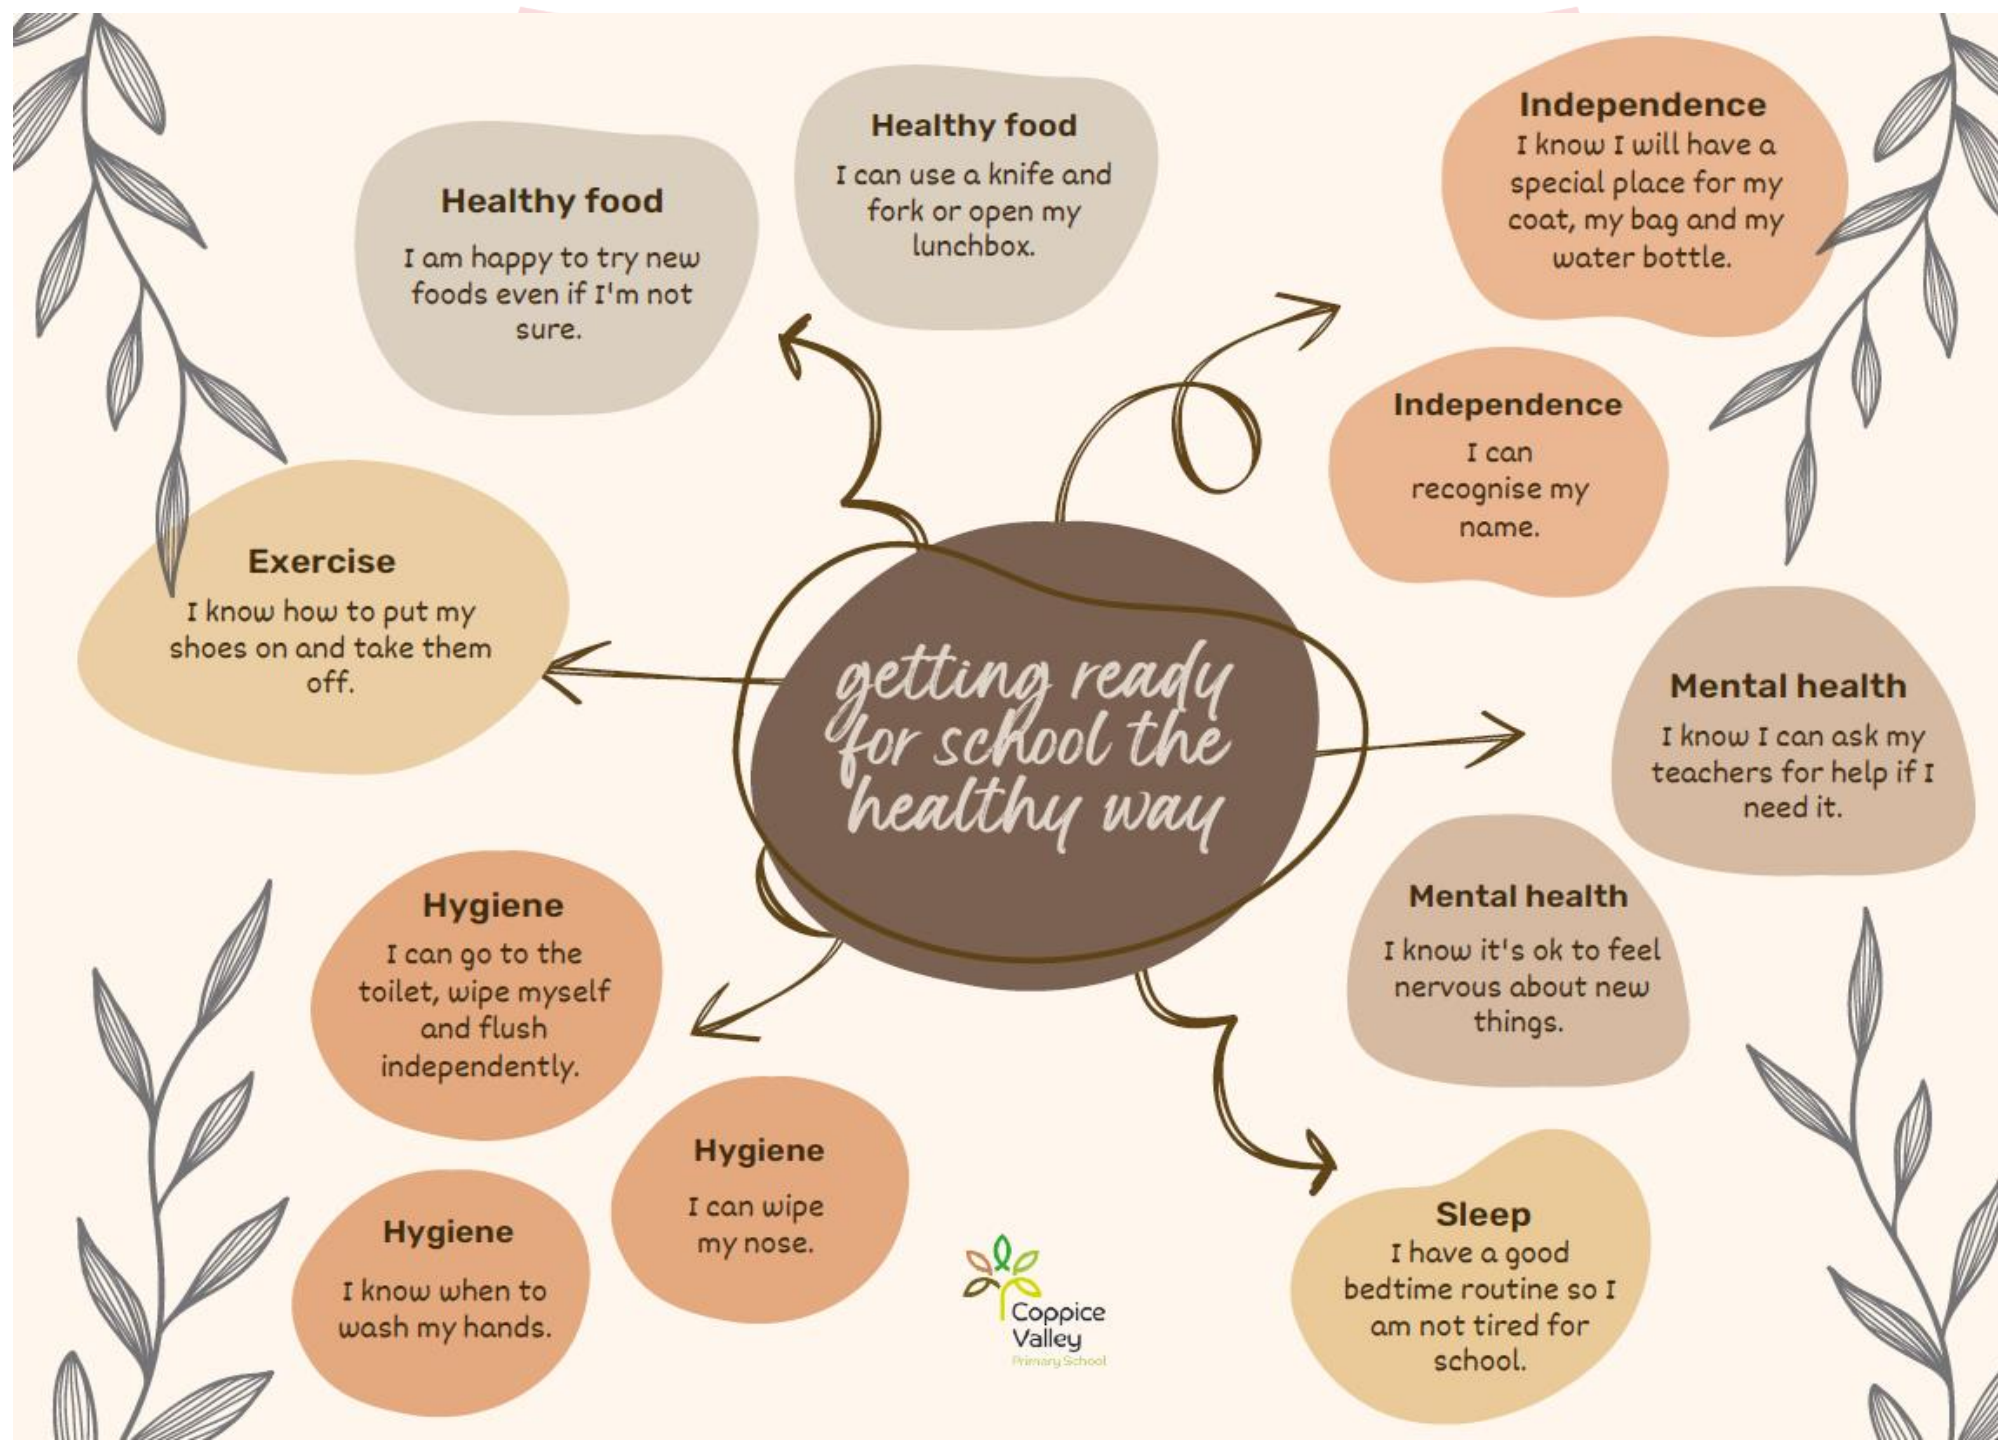 Healthy food
I am happy to try new
foods even if I'm not
sure.
Healthy food
I can use a knife and
fork or open my
lunchbox.
Independence
I know I will have a
special place for my
coat, my bag and my
water bottle.
Independence
I can
recognise my
name.
Exercise
I know how to put my
shoes on and take them
off.
getting ready
for school the
healthy way
Mental health
I know I can ask my
teachers for help if I
need it.
Mental health
I know it's ok to feel
nervous about new
things.
Hygiene
I can go to the
toilet, wipe myself
and flush
independently.
Hygiene
I can wipe
my nose.
Hygiene
I know when to
wash my hands.
Sleep
I have a good
bedtime routine so I
am not tired for
school.
Coppice
Valley
Primary School